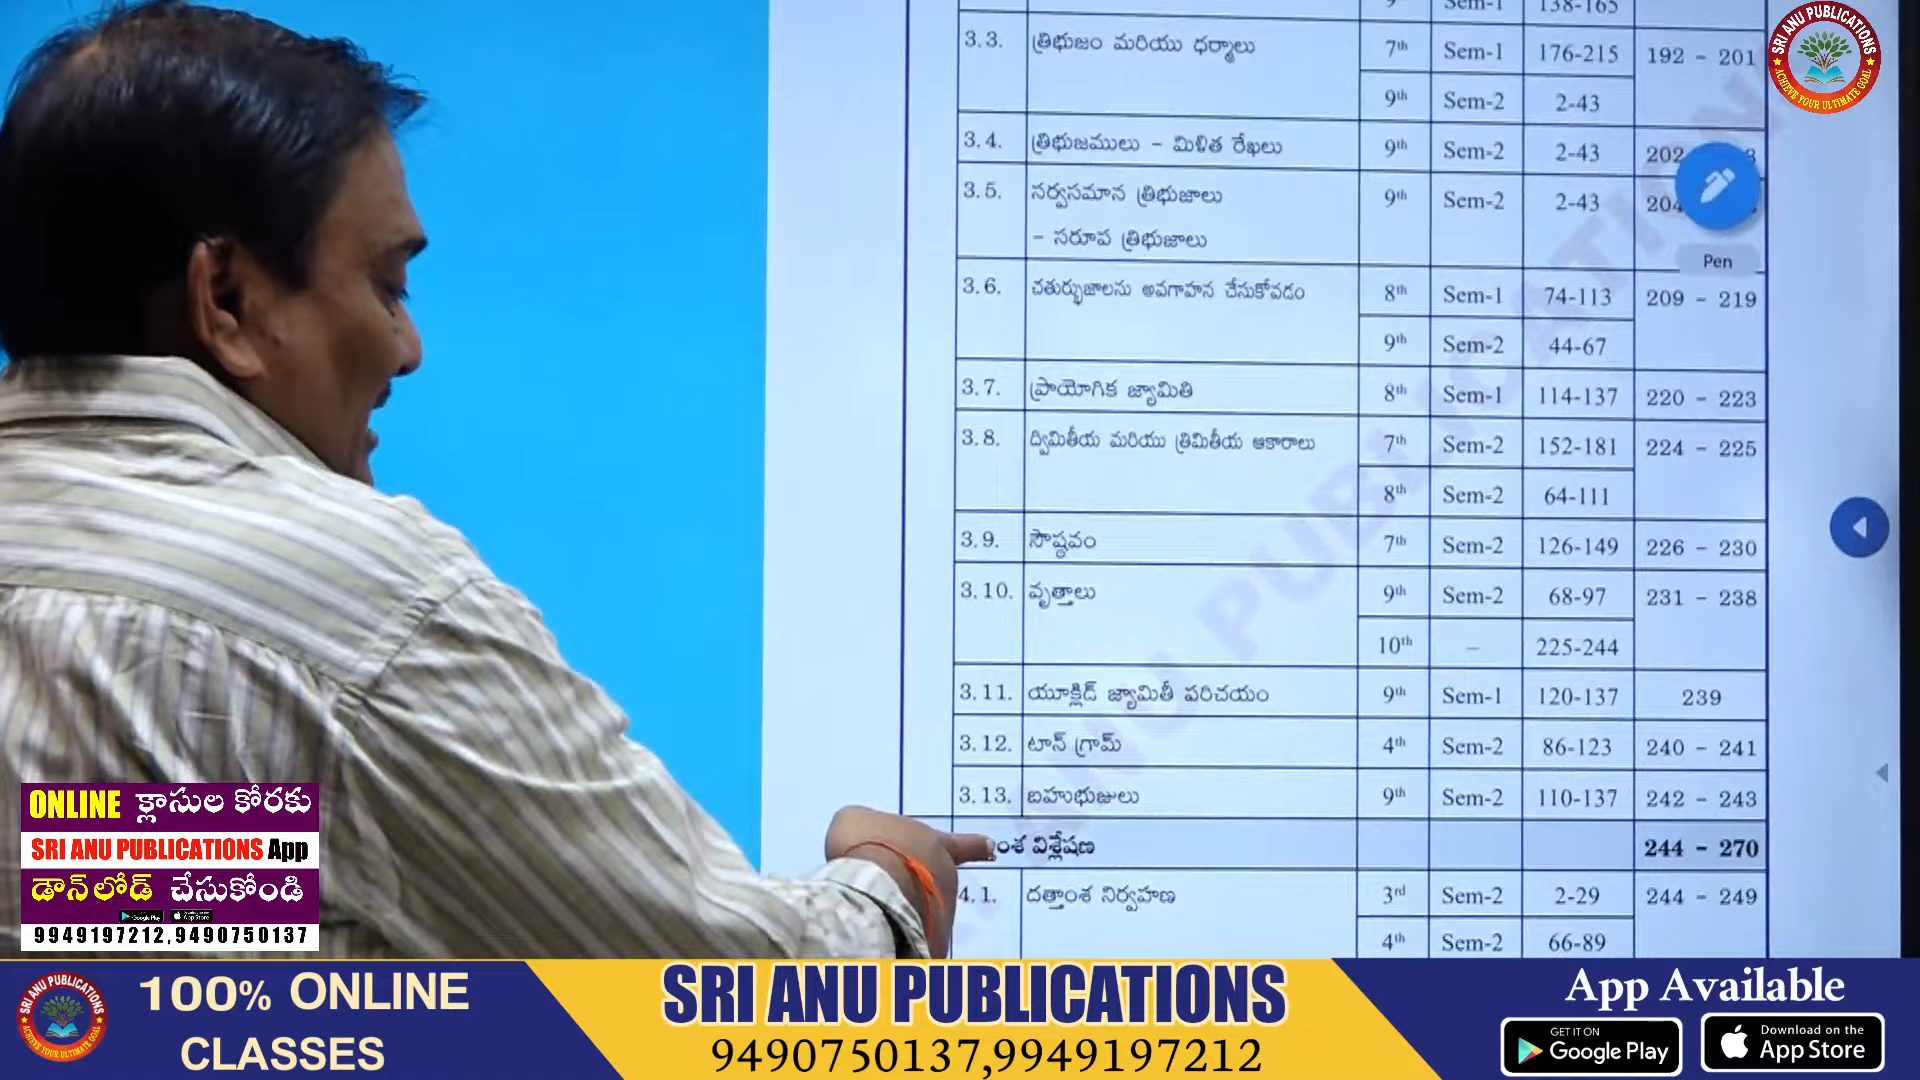 Sem-1 138-165
3.3. త్రిభుజం మరియు ధర్మాలు 7th Sem-1 176-215 192 - 201
9th Sem-2 2-43
3.4. త్రిభుజములు - మిళిత రేఖలు 9th Sem-2 2-43 202
3.5. సర్వసమాన త్రిభుజాలు 9th Sem-2 2-43 204
- సరూప త్రిభుజాలు
Pen
3.6. చతుర్భుజాలను అవగాహన చేసుకోవడం 8th Sem-1 74-113 209 - 219
9th Sem-2 44-67
3.7. ప్రాయోగిక జ్యామితి 8th Sem-1 114-137 220 - 223
3.8. ద్విమితీయ మరియు త్రిమితీయ ఆకారాలు 7th Sem-2 152-181 224 - 225
8th Sem-2 64-111
3.9. సౌష్ఠవం 7th Sem-2 126-149 226 - 230
3.10. వృత్తాలు 9th Sem-2 68-97 231 - 238
10th - 225-244
3.11. యూక్లిడ్ జ్యామితీ పరిచయం 9th Sem-1 120-137 239
3.12. టాన్ గ్రామ్ 4th Sem-2 86-123 240 - 241
3.13. బహుభుజులు 9th Sem-2 110-137 242 - 243
విశ్లేషణ 244 - 270
4.1. దత్తాంశ నిర్వహణ 3rd Sem-2 2-29 244 - 249
4th Sem-2 66-89
SRI ANU PUBLICATIONS
ACHIEVE YOUR ULTIMATE GOAL
ONLINE క్లాసుల కోరకు
SRI ANU PUBLICATIONS App
డౌన్‌లోడ్ చేసుకోండి
Google Play App Store
9949197212,9490750137
SRI ANU PUBLICATIONS
100% ONLINE
CLASSES
SRI ANU PUBLICATIONS
9490750137,9949197212
App Available
GET IT ON
Google Play
Download on the
App Store